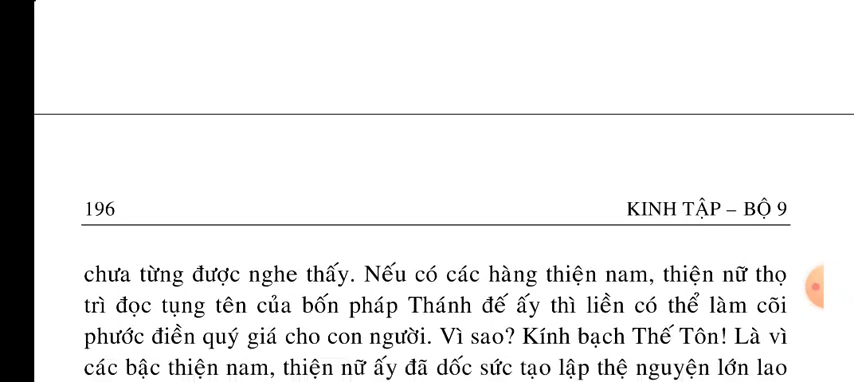 196
KINH TẬP – BỘ 9
chưa từng được nghe thấy. Nếu có các hàng thiện nam, thiện nữ thọ
trì đọc tụng tên của bốn pháp Thánh đế ấy thì liền có thể làm cõi
phước điền quý giá cho con người. Vì sao? Kính bạch Thế Tôn! Là vì
các bậc thiện nam, thiện nữ ấy đã dốc sức tạo lập thệ nguyện lớn lao